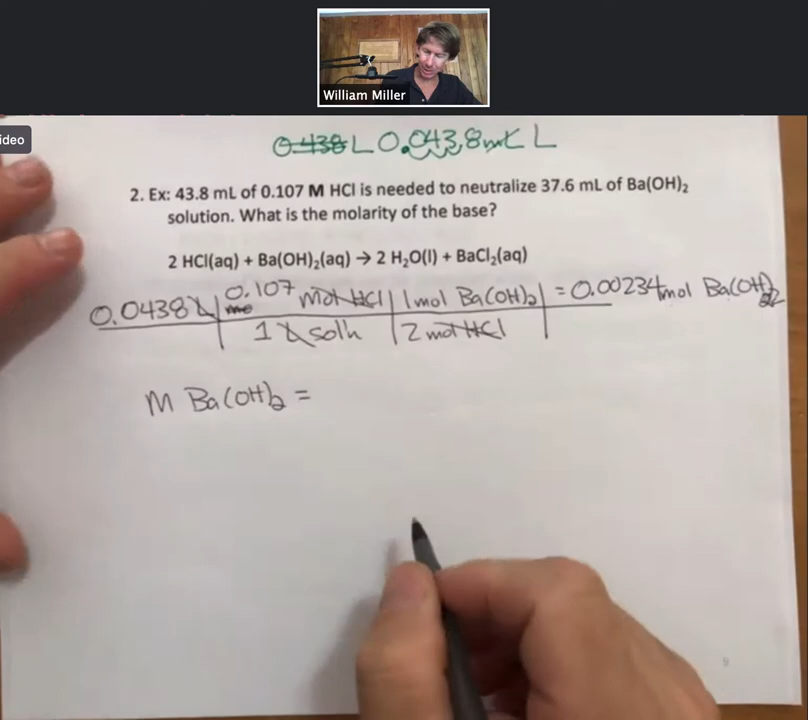 William Miller
ideo
0.438 L 0.043,8 mL L
2. Ex: 43.8 mL of 0.107 M HCl is needed to neutralize 37.6 mL of Ba(OH)₂
solution. What is the molarity of the base?
2 HCl(aq) + Ba(OH)₂(aq) → 2 H₂O(l) + BaCl₂(aq)
0.0438 L | 0.107 mol HCl | 1 mol Ba(OH)₂ | = 0.00234 mol Ba(OH)₂
1 L soln | 2 mol HCl |
M Ba(OH)₂ =
9